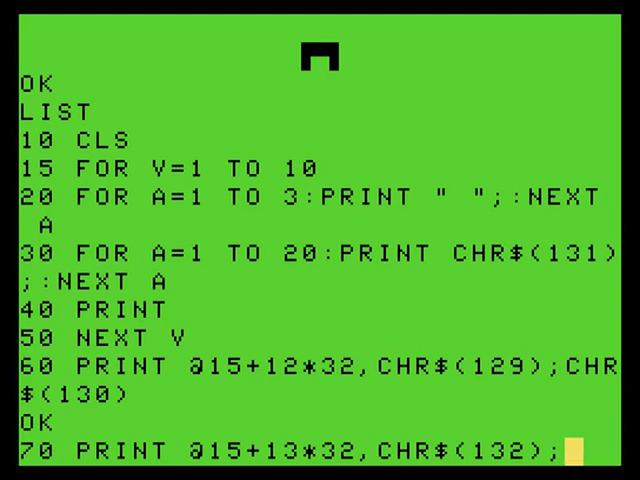 OK
LIST
10 CLS
15 FOR V=1 TO 10
20 FOR A=1 TO 3:PRINT " ";:NEXT
 A
30 FOR A=1 TO 20:PRINT CHR$(131)
;:NEXT A
40 PRINT
50 NEXT V
60 PRINT @15+12*32,CHR$(129);CHR
$(130)
OK
70 PRINT @15+13*32,CHR$(132);